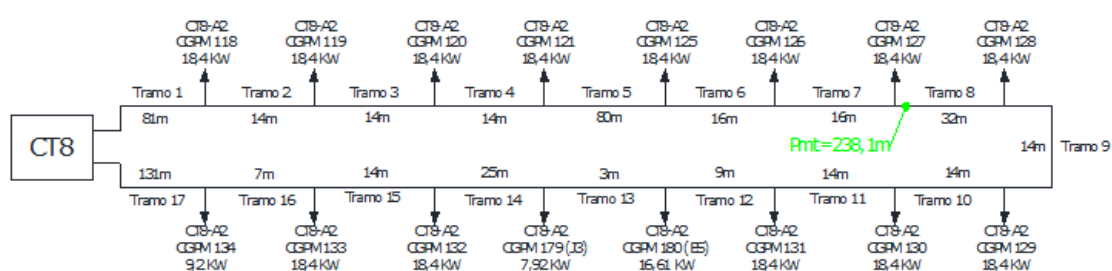 CT8-A2 CT8-A2 CT8-A2 CT8-A2 CT8-A2 CT8-A2 CT8-A2 CT8-A2
CGPM 118 CGPM 119 CGPM 120 CGPM 121 CGPM 125 CGPM 126 CGPM 127 CGPM 128
18,4 KW 18,4 KW 18,4 KW 18,4 KW 18,4 KW 18,4 KW 18,4 KW 18,4 KW
Tramo 1 Tramo 2 Tramo 3 Tramo 4 Tramo 5 Tramo 6 Tramo 7 Tramo 8
81m 14m 14m 14m 80m 16m 16m 32m
CT8
Pmt=238,1m
14m Tramo 9
131m 7m 14m 25m 3m 9m 14m 14m
Tramo 17 Tramo 16 Tramo 15 Tramo 14 Tramo 13 Tramo 12 Tramo 11 Tramo 10
CT8-A2 CT8-A2 CT8-A2 CT8-A2 CT8-A2 CT8-A2 CT8-A2 CT8-A2
CGPM 134 CGPM 133 CGPM 132 CGPM 179 (J3) CGPM 180 (E5) CGPM 131 CGPM 130 CGPM 129
9,2 KW 18,4 KW 18,4 KW 7,92 KW 16,61 KW 18,4 KW 18,4 KW 18,4 KW